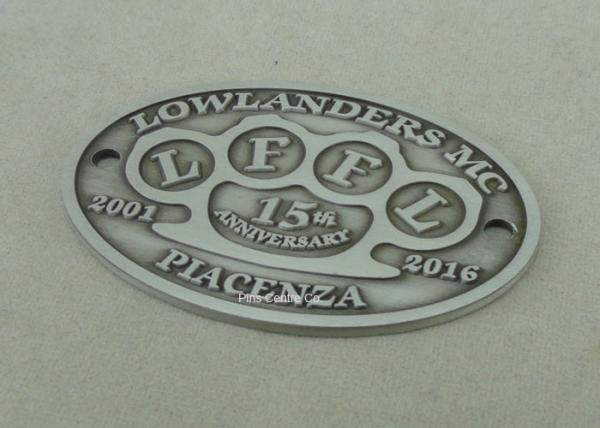 LOWLANDERS MC
L F F L
15th
ANNIVERSARY
2001
2016
PIACENZA
Pins Centre Co.